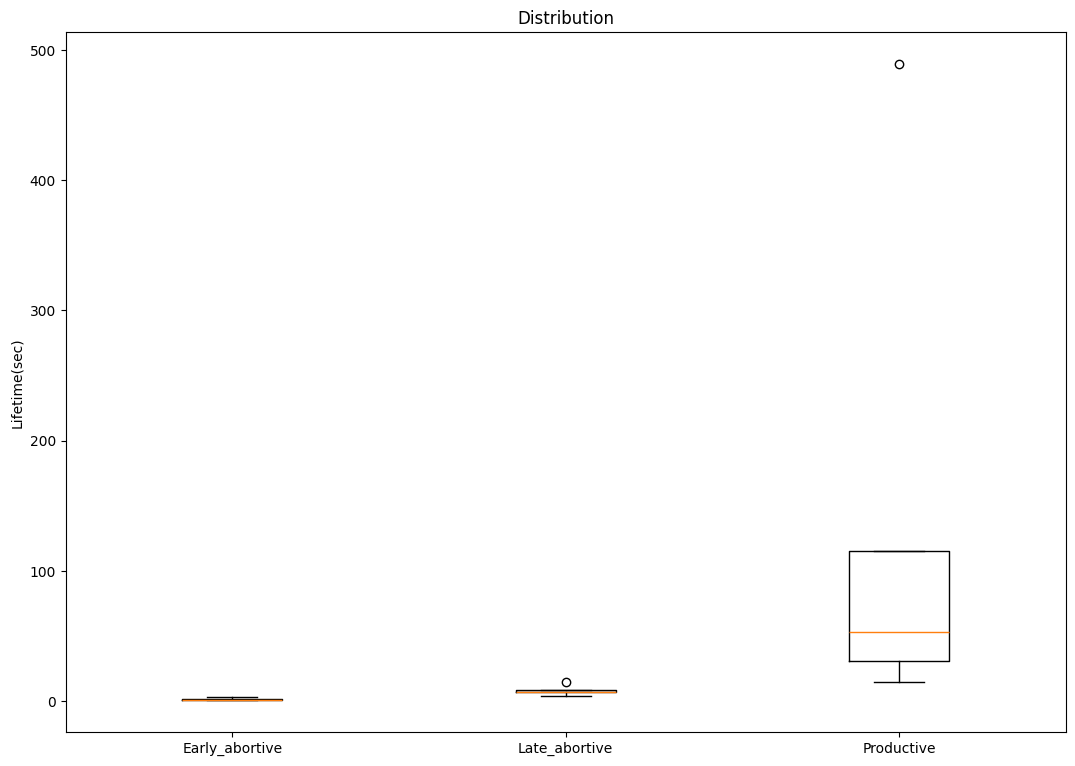 Distribution
Lifetime(sec)
500
400
300
200
100
0
Early_abortive
Late_abortive
Productive